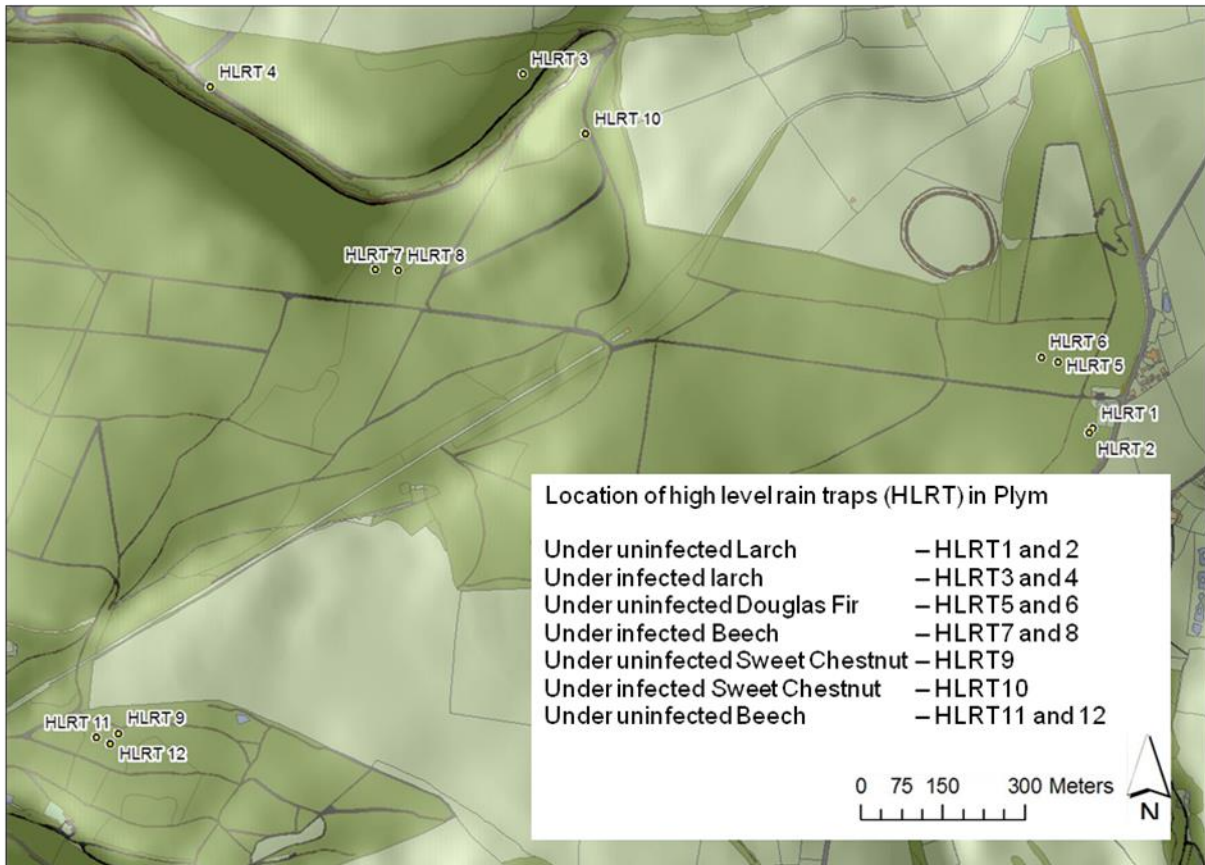 HLRT 4
HLRT 3
HLRT 10
HLRT 7
HLRT 8
HLRT 6
HLRT 5
HLRT 1
HLRT 2
Location of high level rain traps (HLRT) in Plym
Under uninfected Larch – HLRT1 and 2
Under infected larch – HLRT3 and 4
Under uninfected Douglas Fir – HLRT5 and 6
Under infected Beech – HLRT7 and 8
Under uninfected Sweet Chestnut – HLRT9
Under infected Sweet Chestnut – HLRT10
Under uninfected Beech – HLRT11 and 12
HLRT 11
HLRT 9
HLRT 12
0 75 150 300 Meters
N